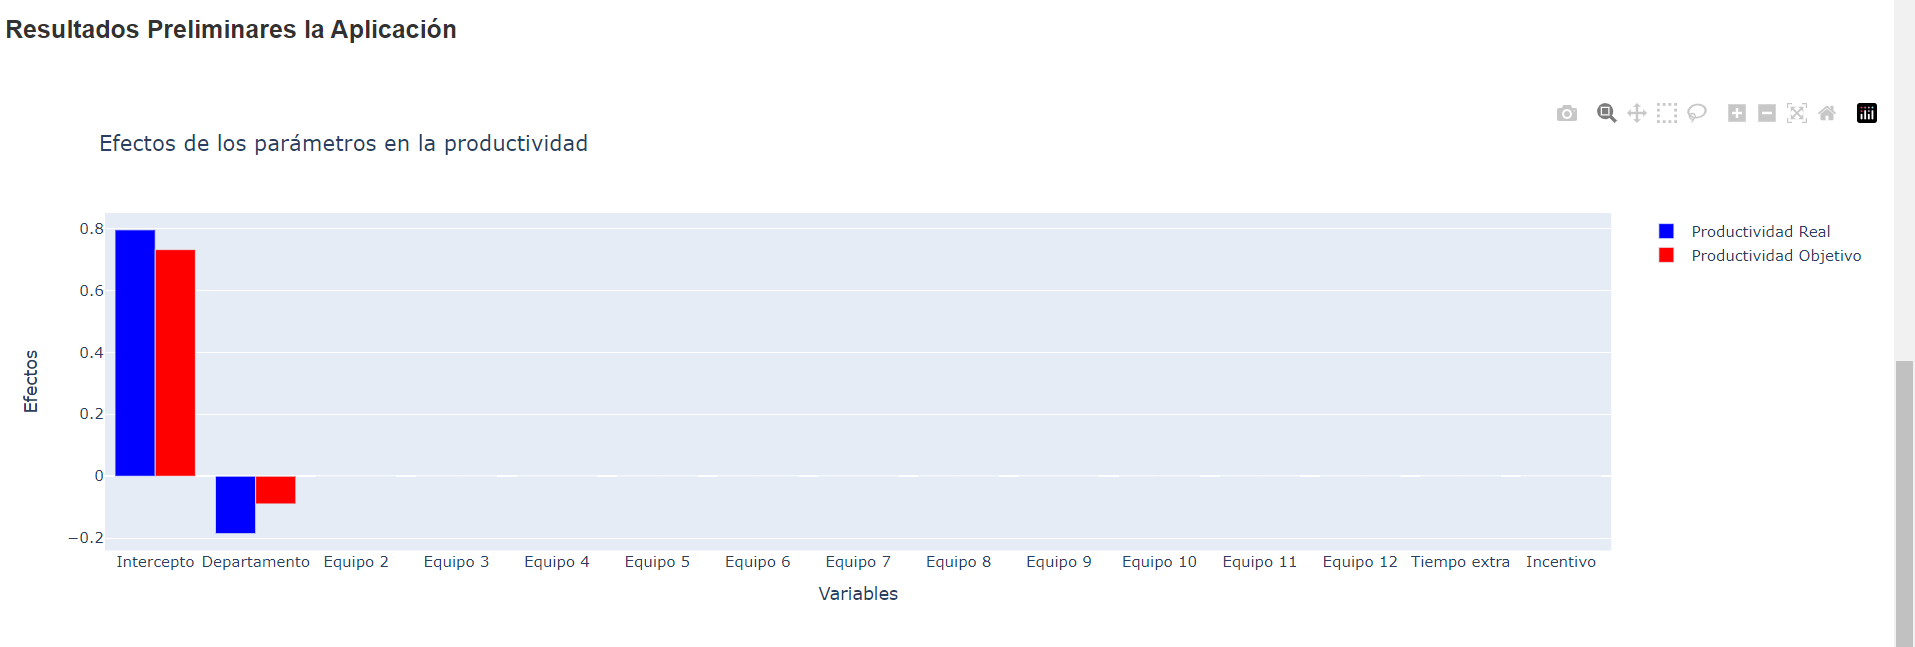 Resultados Preliminares la Aplicación
Efectos de los parámetros en la productividad
Productividad Real
Productividad Objetivo
Efectos
0.8
0.6
0.4
0.2
0
−0.2
Intercepto Departamento Equipo 2 Equipo 3 Equipo 4 Equipo 5 Equipo 6 Equipo 7 Equipo 8 Equipo 9 Equipo 10 Equipo 11 Equipo 12 Tiempo extra Incentivo
Variables